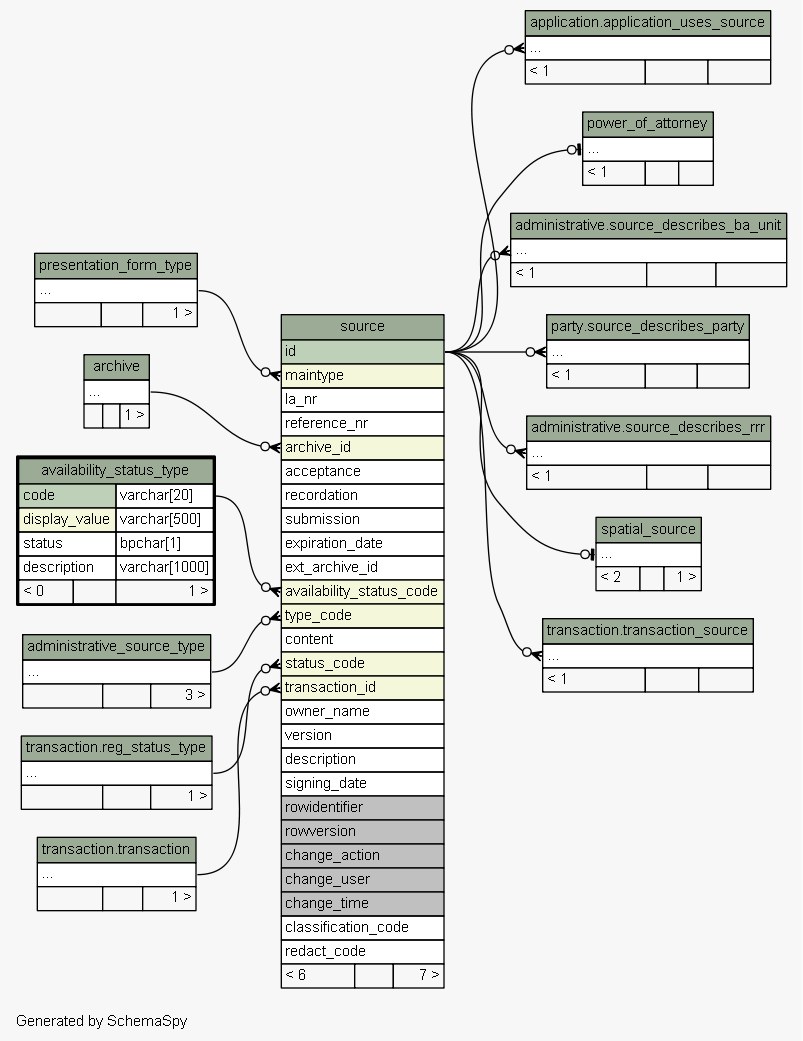 application.application_uses_source
...
< 1
power_of_attorney
...
< 1
administrative.source_describes_ba_unit
...
< 1
party.source_describes_party
...
< 1
administrative.source_describes_rrr
...
< 1
spatial_source
...
< 2 1 >
transaction.transaction_source
...
< 1
presentation_form_type
...
1 >
archive
...
1 >
availability_status_type
code varchar[20]
display_value varchar[500]
status bpchar[1]
description varchar[1000]
< 0 1 >
administrative_source_type
...
3 >
transaction.reg_status_type
...
1 >
transaction.transaction
...
1 >
source
id
maintype
la_nr
reference_nr
archive_id
acceptance
recordation
submission
expiration_date
ext_archive_id
availability_status_code
type_code
content
status_code
transaction_id
owner_name
version
description
signing_date
rowidentifier
rowversion
change_action
change_user
change_time
classification_code
redact_code
< 6 7 >
Generated by SchemaSpy